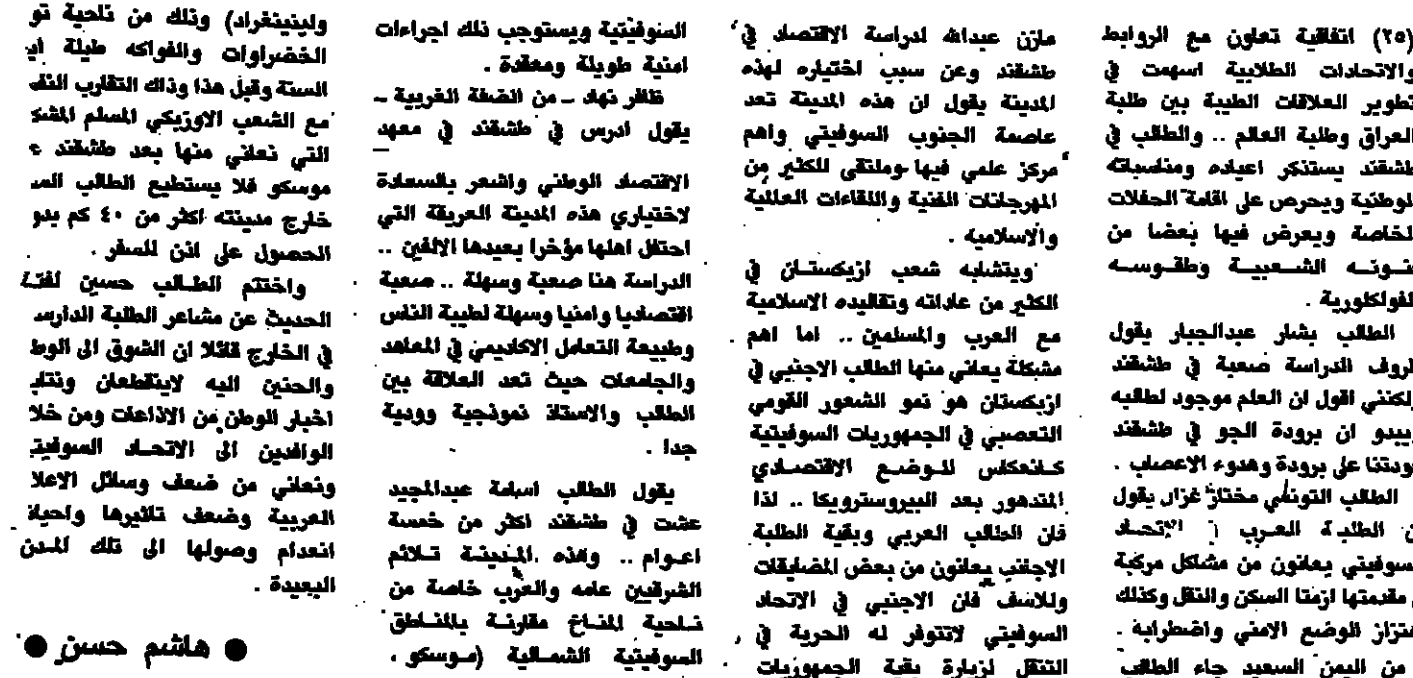 (٢٥) اتفاقية تعاون مع الروابط
والاتحادات الطلابية اسهمت في
تطوير العلاقات الطيبة بين طلبة
العراق وطلبة العالم .. والطالب في
طشقند يستذكر اعياده ومناسباته
الوطنية ويحرص على اقامة الحفلات
الخاصة ويعرض فيها بعضا من
فنونه الشعبية وطقوسه
الفولكلورية .
الطالب بشار عبدالجبار يقول
ظروف الدراسة صعبة في طشقند
ولكنني اقول ان العلم موجود لطالبه
ويبدو ان برودة الجو في طشقند
عودتنا على برودة وهدوء الاعصاب .
الطالب التونسي مختار غزال يقول
ان الطلبة العرب في الاتحاد
السوفيتي يعانون من مشاكل مركبة
مقدمتها ازمتا السكن والنقل وكذلك
اهتزاز الوضع الامني واضطرابه .
من اليمن السعيد جاء الطالب
مازن عبدالله لدراسة الاقتصاد في
طشقند وعن سبب اختياره لهذه
المدينة يقول ان هذه المدينة تعد
عاصمة الجنوب السوفيتي واهم
مركز علمي فيها وملتقى للكثير من
المهرجانات الفنية واللقاءات العالمية
والاسلاميه .
ويتشابه شعب ازبكستان في
الكثير من عاداته وتقاليده الاسلامية
مع العرب والمسلمين .. اما اهم
مشكلة يعاني منها الطالب الاجنبي في
ازبكستان هو نمو الشعور القومي
التعصبي في الجمهوريات السوفيتية
كانعكاس للوضع الاقتصادي
المتدهور بعد البيروسترويكا .. لذا
فان الطالب العربي وبقية الطلبة
الاجانب يعانون من بعض المضايقات
وللاسف فان الاجنبي في الاتحاد
السوفيتي لاتتوفر له الحرية في
التنقل لزيارة بقية الجمهوريات
السوفيتية ويستوجب ذلك اجراءات
امنية طويلة ومعقدة .
ظافر نهاد ـ من الضفة الغربية ـ
يقول ادرس في طشقند في معهد
الاقتصاد الوطني واشعر بالسعادة
لاختياري هذه المدينة العريقة التي
احتفل اهلها مؤخرا بعيدها الالفين ..
الدراسة هنا صعبة وسهلة .. صعبة
اقتصاديا وامنيا وسهلة لطيبة الناس
وطبيعة التعامل الاكاديمي في المعاهد
والجامعات حيث تعد العلاقة بين
الطالب والاستاذ نموذجية وودية
جدا .
يقول الطالب اسامة عبدالمجيد
عشت في طشقند اكثر من خمسة
اعوام .. وهذه المدينة تلائم
الشرقيين عامه والعرب خاصة من
ناحية المناخ مقارنة بالمناطق
السوفيتية الشمالية (موسكو .
ولينينغراد) وذلك من ناحية تو
الخضراوات والفواكه طيلة اي
السنة وقبل هذا وذاك التقارب النف
مع الشعب الاوزبكي المسلم المشك
التي نعاني منها بعد طشقند ع
موسكو فلا يستطيع الطالب الس
خارج مدينته اكثر من ٤٠ كم بدو
الحصول على اذن للسفر .
واختتم الطالب حسين لفتة
الحديث عن مشاعر الطلبة الدارس
في الخارج قائلا ان الشوق الى الوط
والحنين اليه لاينقطعان ونتاب
اخبار الوطن من الاذاعات ومن خلا
الوافدين الى الاتحاد السوفيتي
ونعاني من ضعف وسائل الاعلا
العربية وضعف تاثيرها واحيانا
انعدام وصولها الى تلك المدن
البعيدة .
● هاشم حسن ●